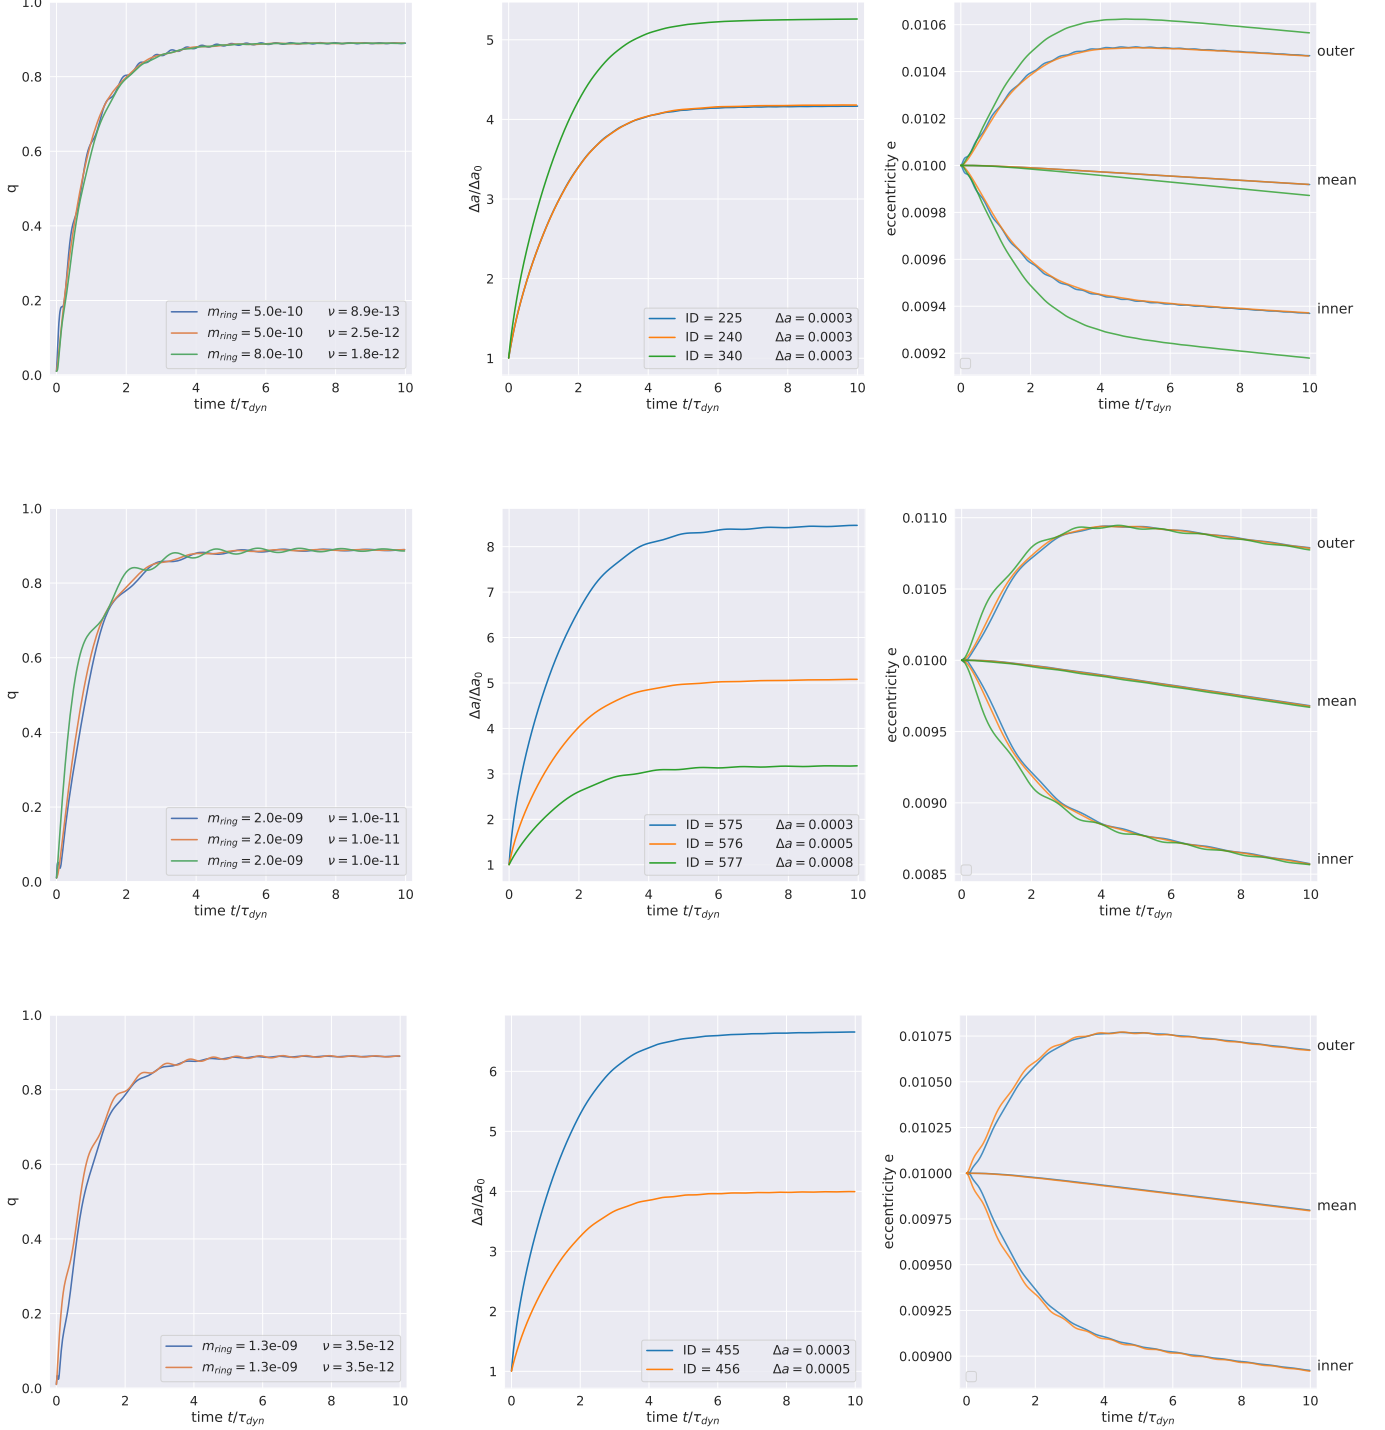 1.0
0.8
0.6
0.4
0.2
0.0
q
0 2 4 6 8 10
time t/τ_dyn
m_ring = 5.0e-10 ν = 8.9e-13
m_ring = 5.0e-10 ν = 2.5e-12
m_ring = 8.0e-10 ν = 1.8e-12
5
4
3
2
1
Δa/Δa₀
0 2 4 6 8 10
time t/τ_dyn
ID = 225 Δa = 0.0003
ID = 240 Δa = 0.0003
ID = 340 Δa = 0.0003
0.0106
0.0104
0.0102
0.0100
0.0098
0.0096
0.0094
0.0092
eccentricity e
0 2 4 6 8 10
time t/τ_dyn
outer
mean
inner
1.0
0.8
0.6
0.4
0.2
0.0
q
0 2 4 6 8 10
time t/τ_dyn
m_ring = 2.0e-09 ν = 1.0e-11
m_ring = 2.0e-09 ν = 1.0e-11
m_ring = 2.0e-09 ν = 1.0e-11
8
7
6
5
4
3
2
1
Δa/Δa₀
0 2 4 6 8 10
time t/τ_dyn
ID = 575 Δa = 0.0003
ID = 576 Δa = 0.0005
ID = 577 Δa = 0.0008
0.0110
0.0105
0.0100
0.0095
0.0090
0.0085
eccentricity e
0 2 4 6 8 10
time t/τ_dyn
outer
mean
inner
1.0
0.8
0.6
0.4
0.2
0.0
q
0 2 4 6 8 10
time t/τ_dyn
m_ring = 1.3e-09 ν = 3.5e-12
m_ring = 1.3e-09 ν = 3.5e-12
6
5
4
3
2
1
Δa/Δa₀
0 2 4 6 8 10
time t/τ_dyn
ID = 455 Δa = 0.0003
ID = 456 Δa = 0.0005
0.01075
0.01050
0.01025
0.01000
0.00975
0.00950
0.00925
0.00900
eccentricity e
0 2 4 6 8 10
time t/τ_dyn
outer
mean
inner